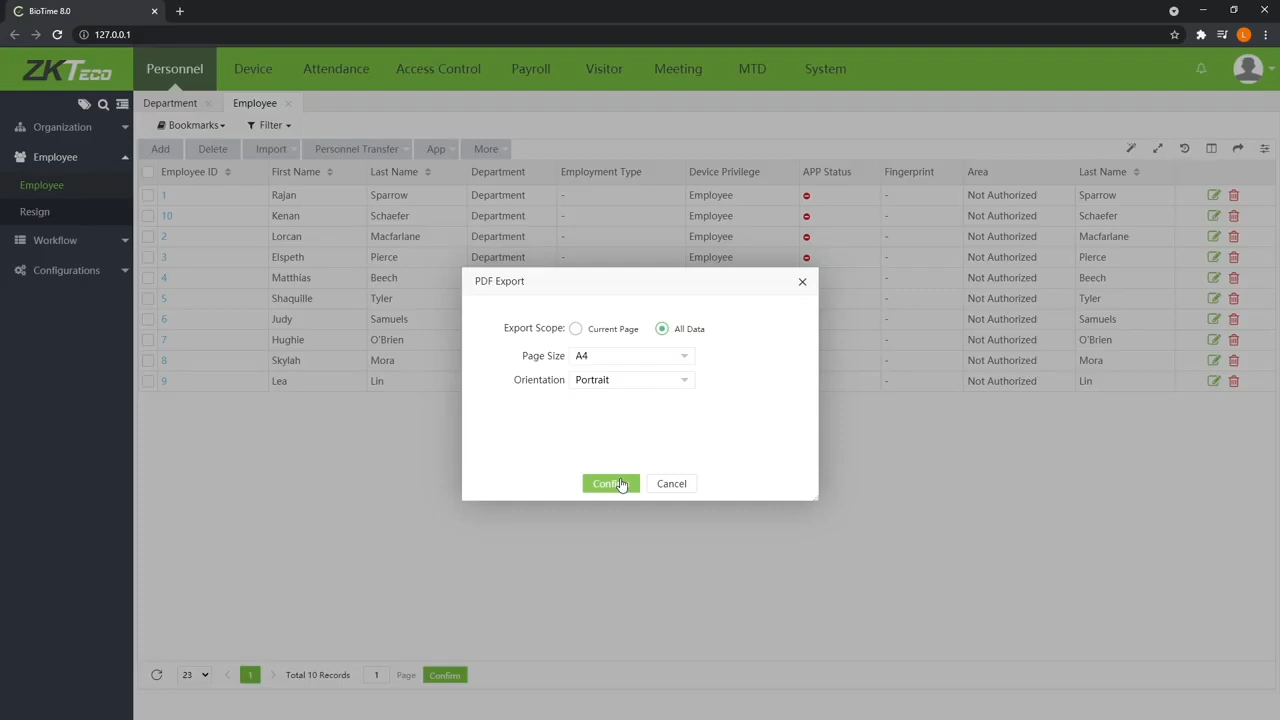 BioTime 8.0
127.0.0.1
ZKTeco Personnel Device Attendance Access Control Payroll Visitor Meeting MTD System
Department Employee
Bookmarks Filter
Organization
Employee
Employee
Resign
Workflow
Configurations
Add Delete Import Personnel Transfer App More
Employee ID First Name Last Name Department Employment Type Device Privilege APP Status Fingerprint Area Last Name
1 Rajan Sparrow Department - Employee - Not Authorized Sparrow
10 Kenan Schaefer Department - Employee - Not Authorized Schaefer
2 Lorcan Macfarlane Department - Employee - Not Authorized Macfarlane
3 Elspeth Pierce Department - Employee - Not Authorized Pierce
4 Matthias Beech - Not Authorized Beech
5 Shaquille Tyler - Not Authorized Tyler
6 Judy Samuels - Not Authorized Samuels
7 Hughie O'Brien - Not Authorized O'Brien
8 Skylah Mora - Not Authorized Mora
9 Lea Lin - Not Authorized Lin
PDF Export
Export Scope: Current Page All Data
Page Size A4
Orientation Portrait
Cancel
23 1 Total 10 Records 1 Page Confirm
L